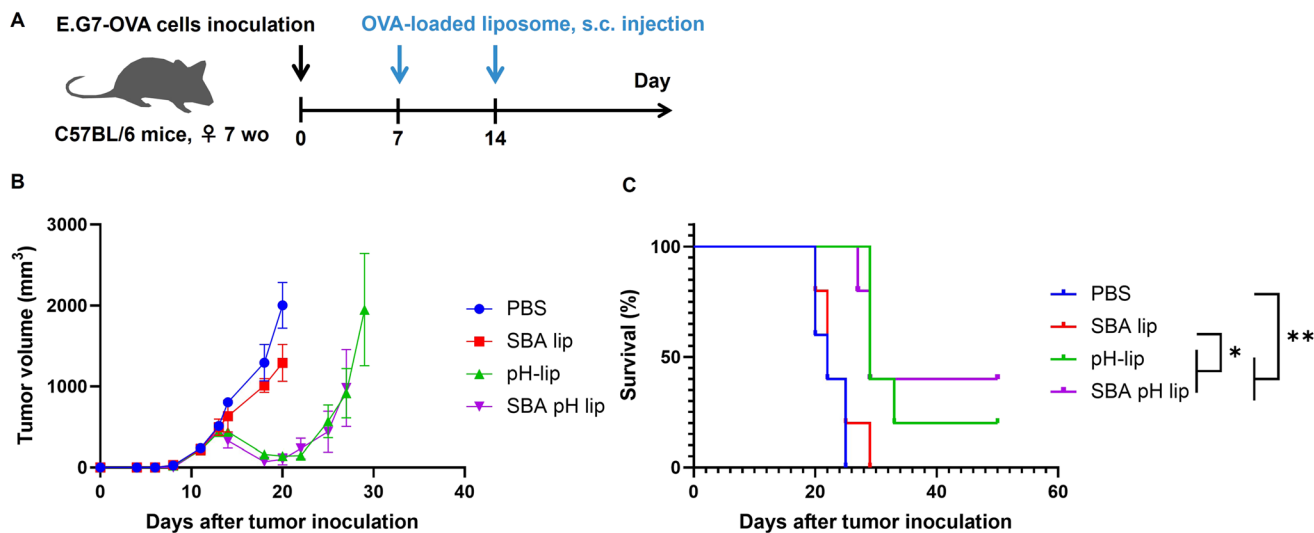 A
E.G7-OVA cells inoculation
OVA-loaded liposome, s.c. injection
Day
C57BL/6 mice, ♀ 7 wo
0
7
14
B
Tumor volume (mm³)
3000
2000
1000
0
0
10
20
30
40
Days after tumor inoculation
PBS
SBA lip
pH-lip
SBA pH lip
C
Survival (%)
100
50
0
0
20
40
60
Days after tumor inoculation
PBS
SBA lip
pH-lip
SBA pH lip
*
**